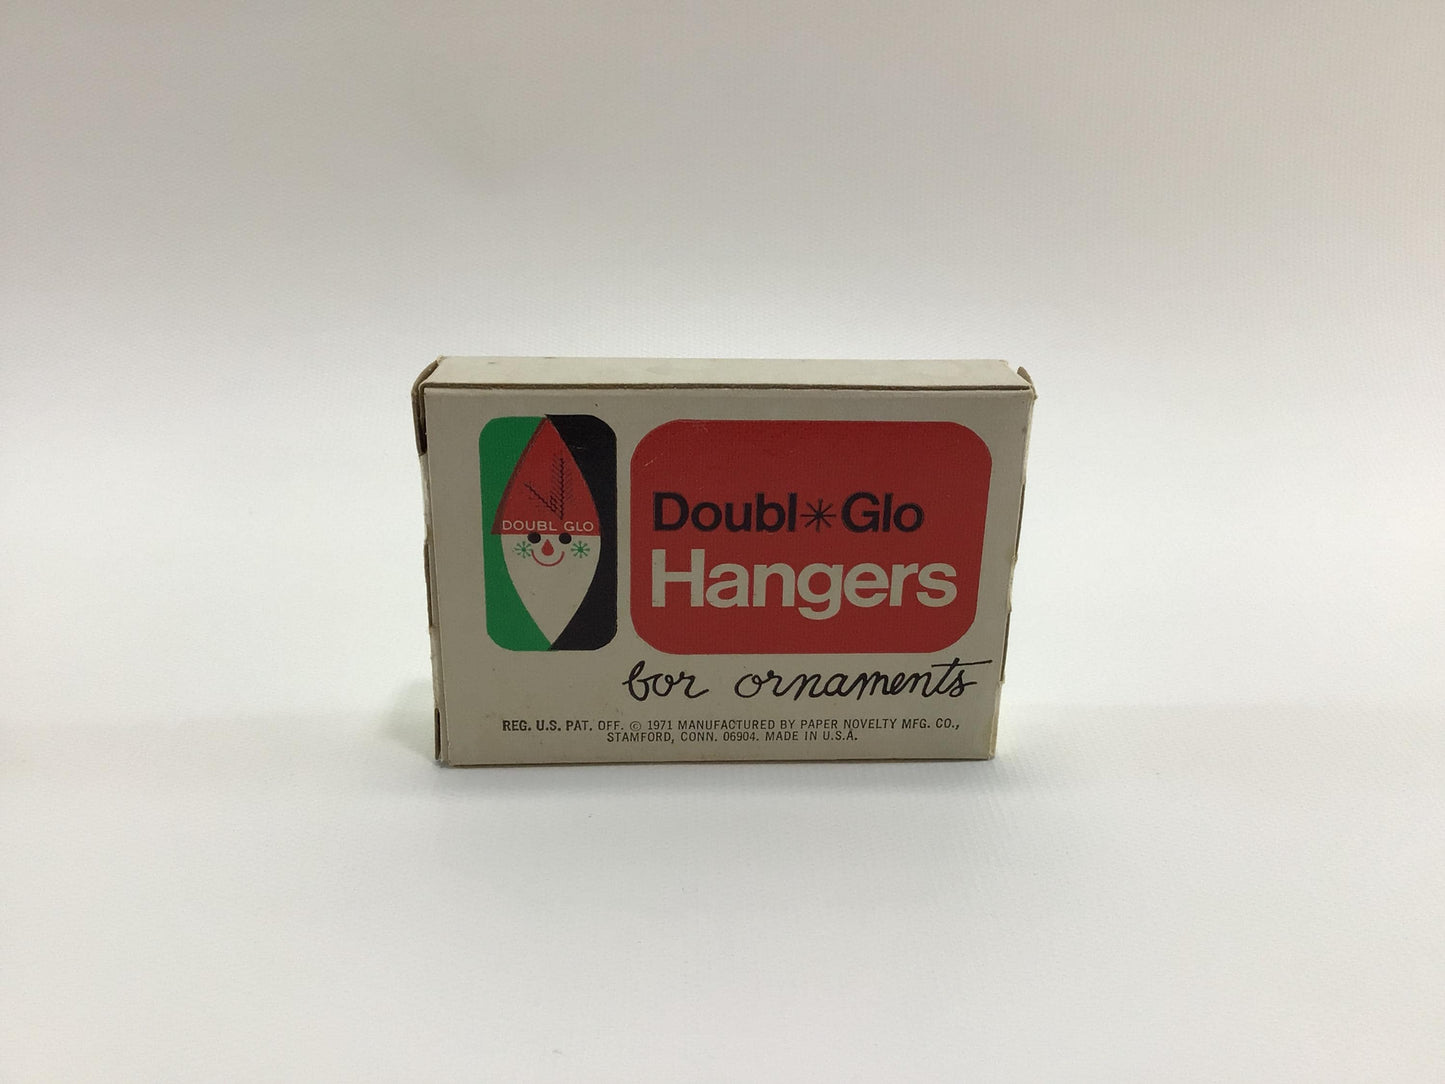 DOUBL GLO
Doubl*Glo
Hangers
for ornaments
REG. U.S. PAT. OFF. © 1971 MANUFACTURED BY PAPER NOVELTY MFG. CO.,
STAMFORD, CONN. 06904. MADE IN U.S.A.